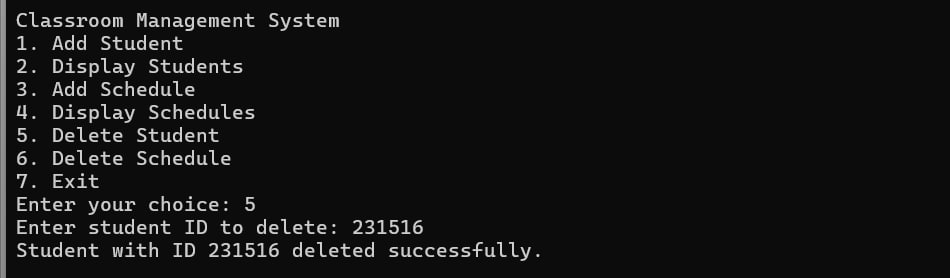 Classroom Management System
1. Add Student
2. Display Students
3. Add Schedule
4. Display Schedules
5. Delete Student
6. Delete Schedule
7. Exit
Enter your choice: 5
Enter student ID to delete: 231516
Student with ID 231516 deleted successfully.